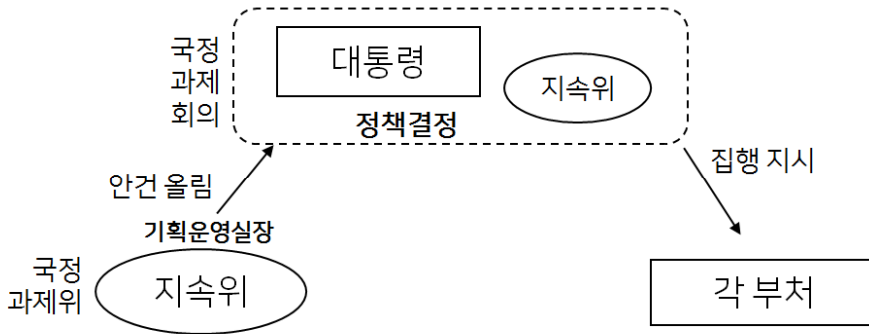 국정
과제
회의
대통령
지속위
정책결정
안건 올림
집행 지시
기획운영실장
국정
과제위
지속위
각 부처